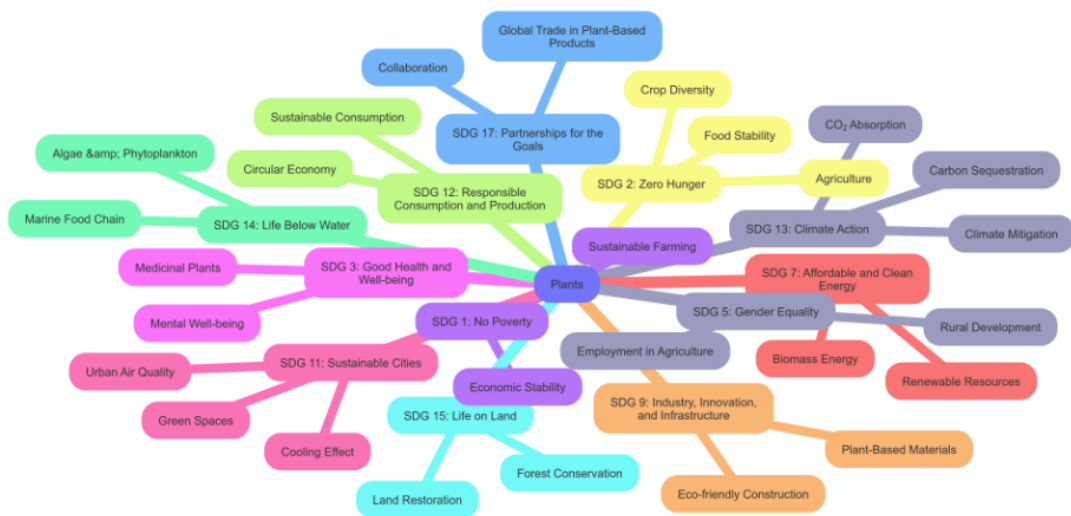 Global Trade in Plant-Based
Products
Collaboration
SDG 17: Partnerships for the
Goals
Crop Diversity
Food Stability
SDG 2: Zero Hunger
Agriculture
CO₂ Absorption
Carbon Sequestration
SDG 13: Climate Action
Climate Mitigation
Sustainable Consumption
Circular Economy
SDG 12: Responsible
Consumption and Production
Algae &amp; Phytoplankton
Marine Food Chain
SDG 14: Life Below Water
Medicinal Plants
SDG 3: Good Health and
Well-being
Mental Well-being
Sustainable Farming
Plants
SDG 7: Affordable and Clean
Energy
SDG 5: Gender Equality
Rural Development
Employment in Agriculture
Biomass Energy
Renewable Resources
SDG 1: No Poverty
Economic Stability
SDG 11: Sustainable Cities
Urban Air Quality
Green Spaces
Cooling Effect
SDG 15: Life on Land
Forest Conservation
Land Restoration
SDG 9: Industry, Innovation,
and Infrastructure
Plant-Based Materials
Eco-friendly Construction